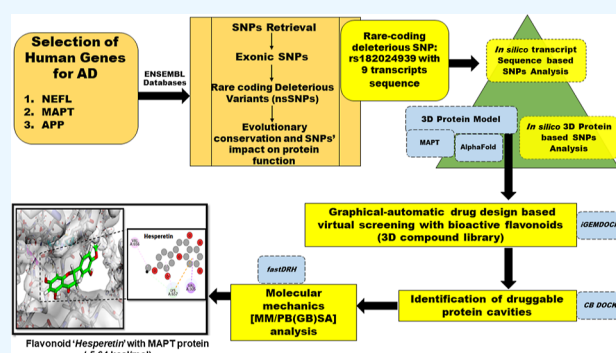 Selection of
Human Genes
for AD
1. NEFL
2. MAPT
3. APP
ENSEMBL
Databases
SNPs Retrieval
Exonic SNPs
Rare coding Deleterious
Variants (nsSNPs)
Evolutionary
conservation and SNPs'
impact on protein
function
Rare-coding
deleterious SNP:
rs182024939 with
9 transcripts
sequence
In silico transcript
Sequence based
SNPs Analysis
3D Protein Model
MAPT
AlphaFold
In silico 3D Protein
based SNPs
Analysis
Graphical-automatic drug design based
virtual screening with bioactive flavonoids
(3D compound library)
iGEMDOCK
Identification of druggable
protein cavities
CB DOCK
fastDRH
Molecular
mechanics
[MM/PB(GB)SA]
analysis
Hesperetin
Flavonoid 'Hesperetin' with MAPT protein